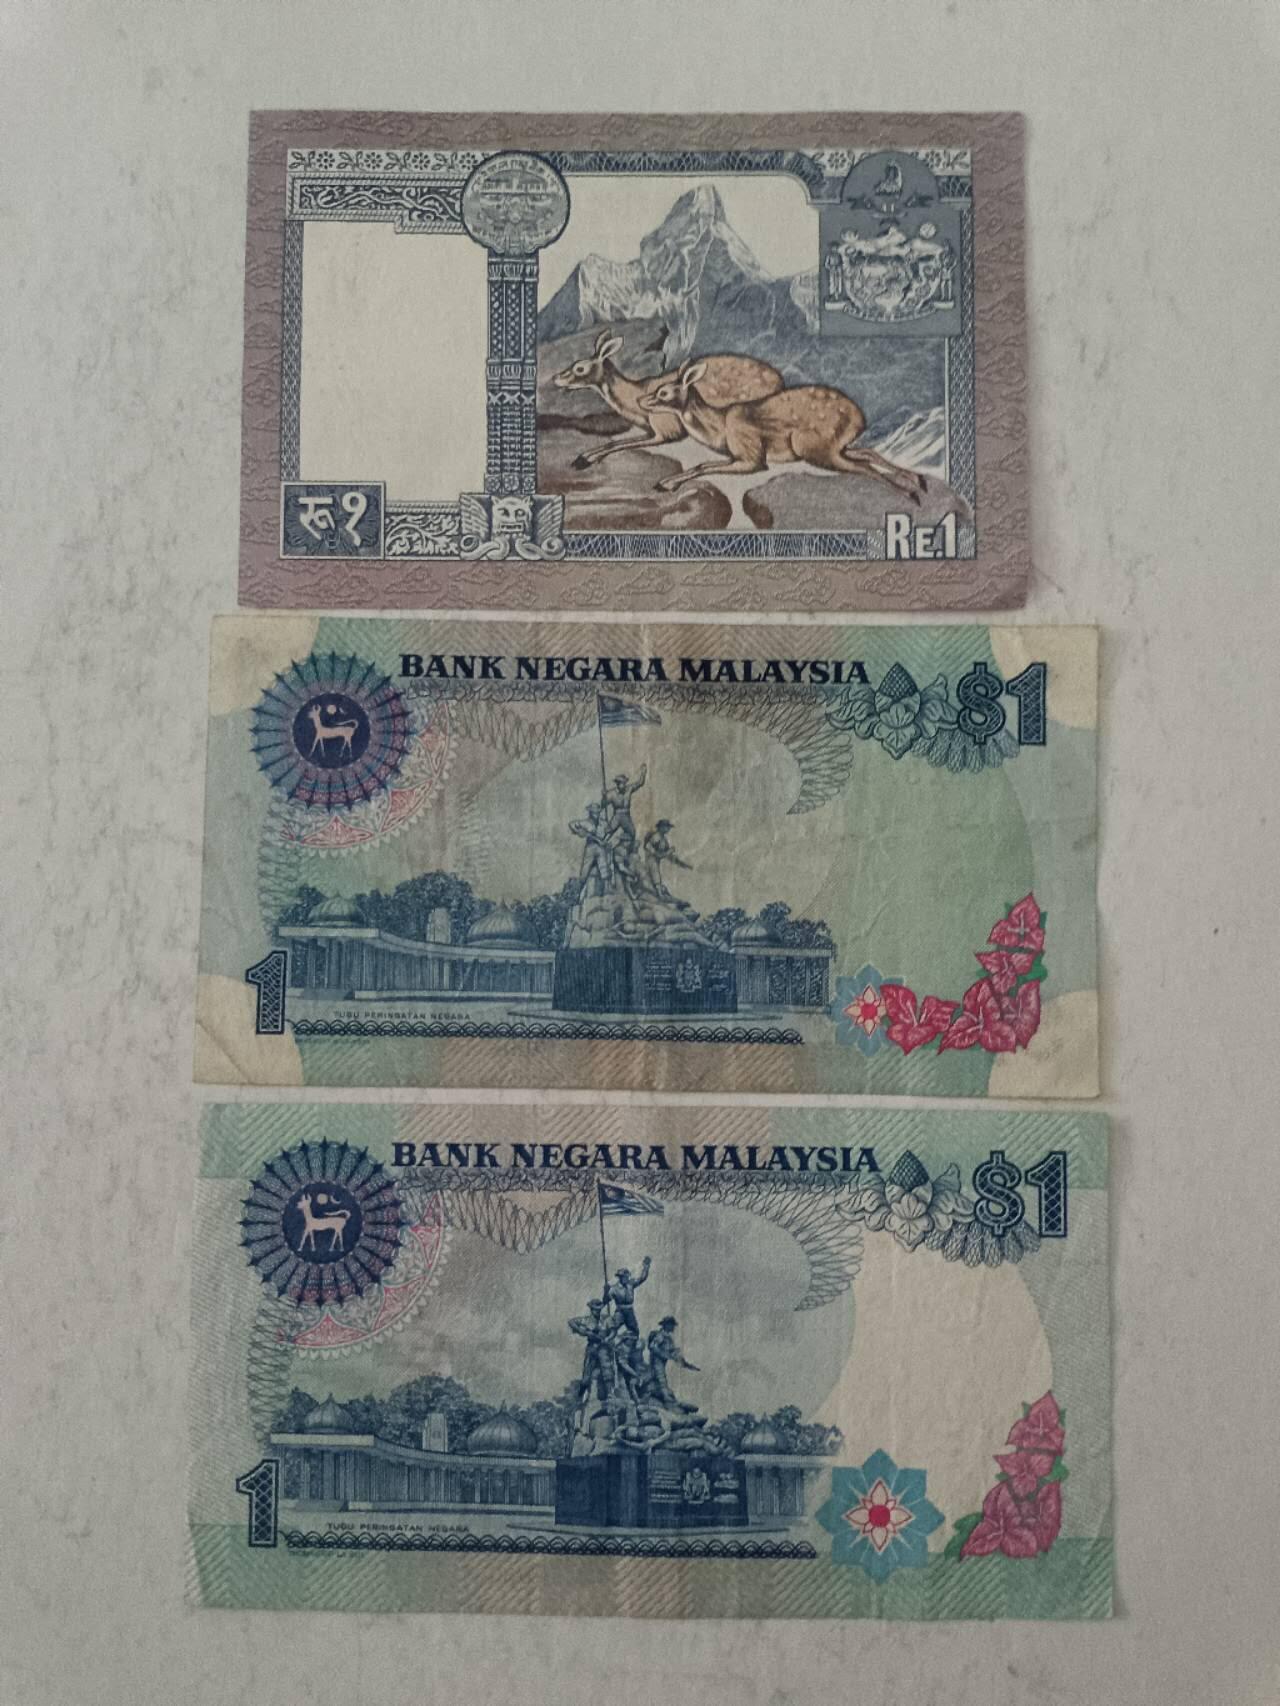 रू१
RE.1
BANK NEGARA MALAYSIA
$1
1
TUGU PERINGATAN NEGARA
BANK NEGARA MALAYSIA
$1
1
TUGU PERINGATAN NEGARA